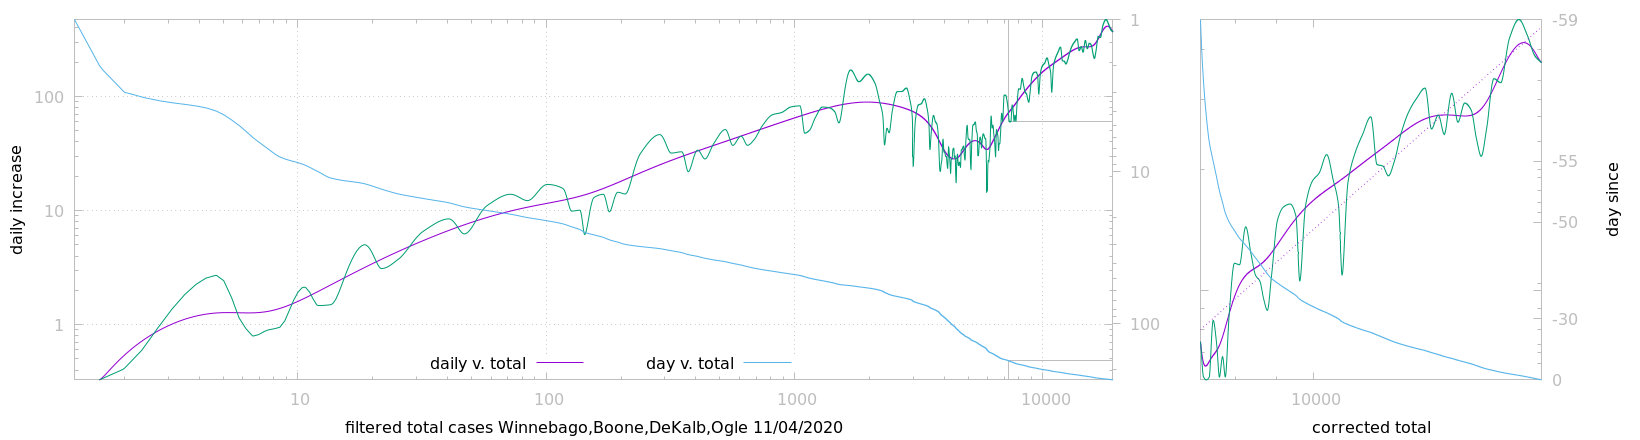 1
-59
100
10
-55
10
-50
1
100
-30
0
daily increase
day since
daily v. total
day v. total
10
100
1000
10000
10000
filtered total cases Winnebago,Boone,DeKalb,Ogle 11/04/2020
corrected total